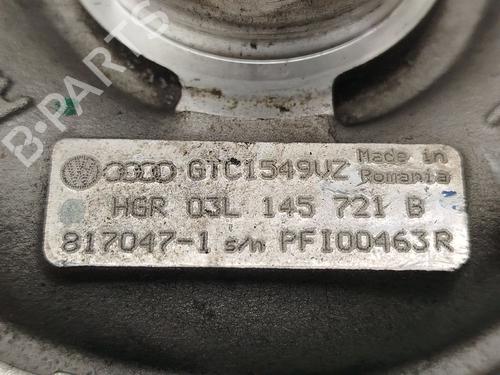 B-PARTS
GTC1549VZ Made in Romania
HGR 03L 145 721 B
817047-1 s/n PFI00463R